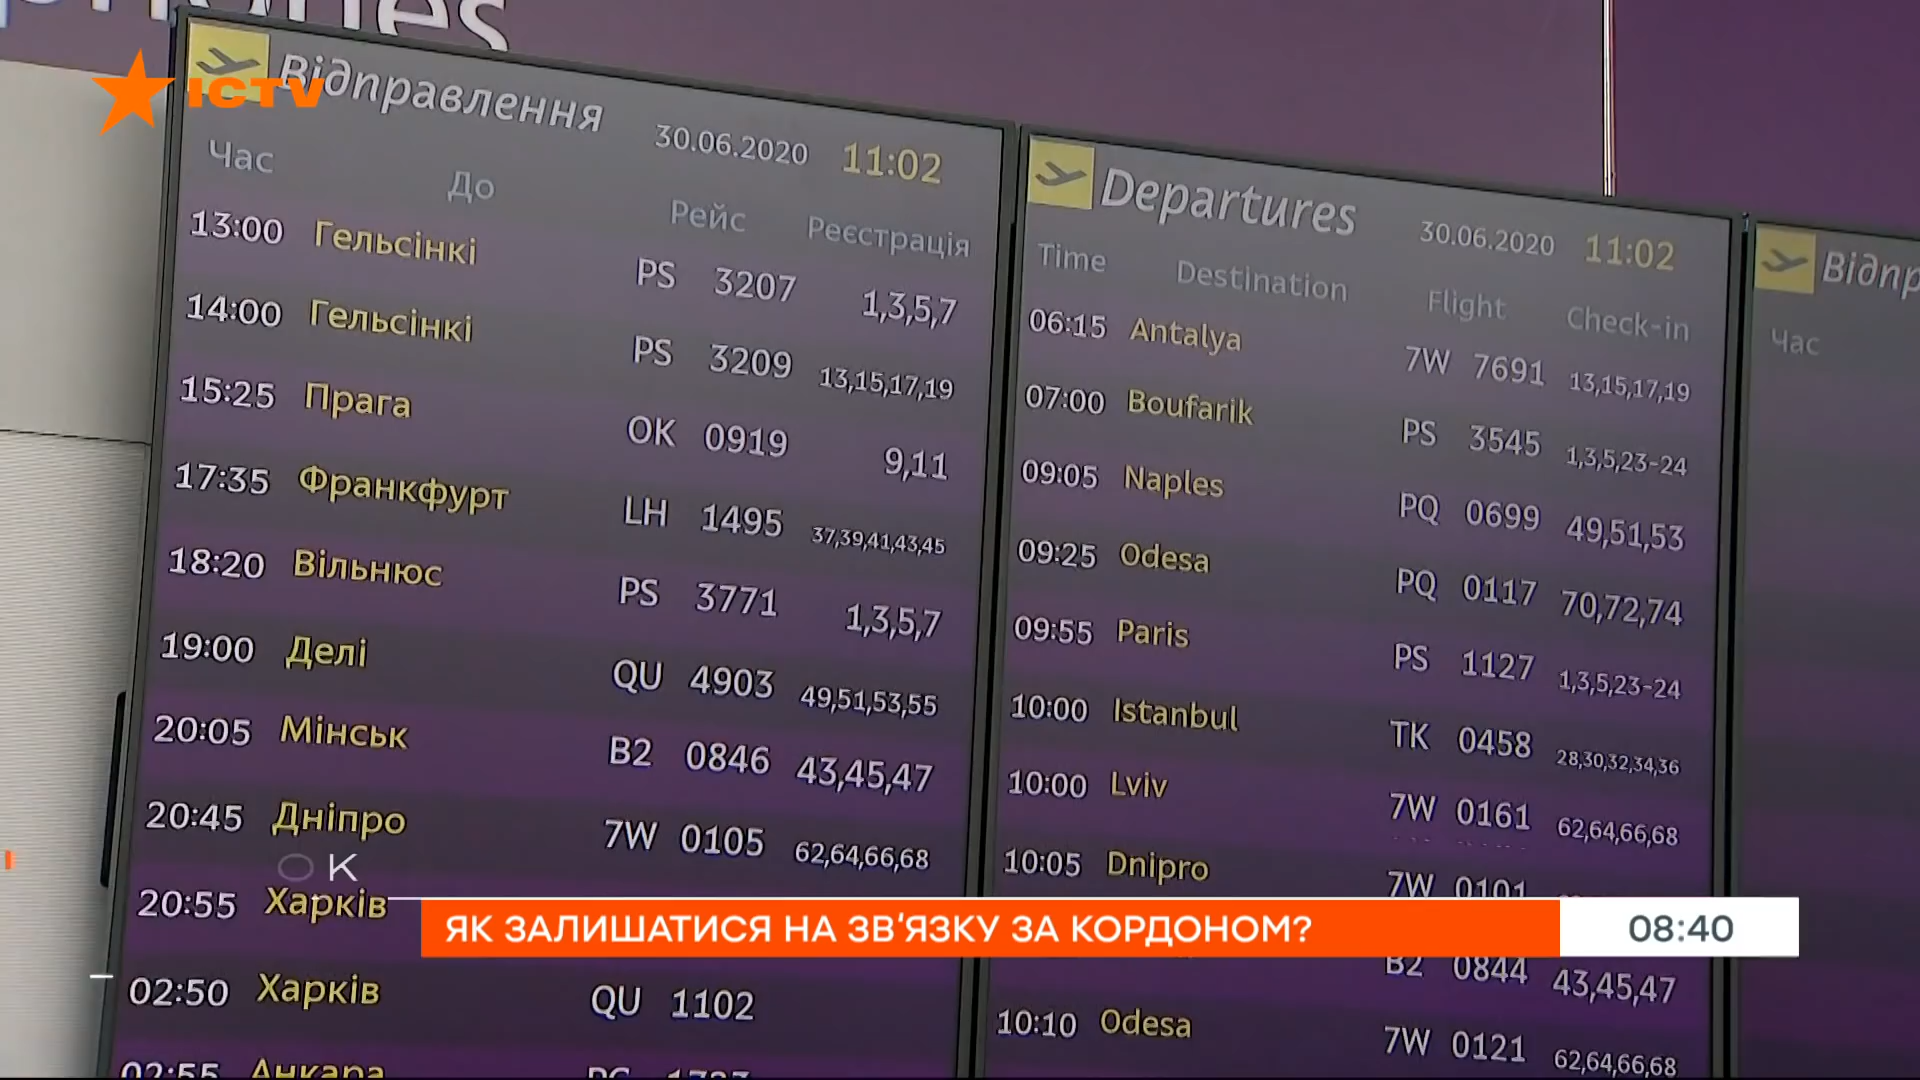 ICTV
Відправлення 30.06.2020 11:02
Час До Рейс Реєстрація
13:00 Гельсінкі PS 3207 1,3,5,7
14:00 Гельсінкі PS 3209 13,15,17,19
15:25 Прага OK 0919 9,11
17:35 Франкфурт LH 1495 37,39,41,43,45
18:20 Вільнюс PS 3771 1,3,5,7
19:00 Делі QU 4903 49,51,53,55
20:05 Мінськ B2 0846 43,45,47
20:45 Дніпро 7W 0105 62,64,66,68
20:55 Харків
02:50 Харків QU 1102
02:55 Анкара
Departures 30.06.2020 11:02
Time Destination Flight Check-in
06:15 Antalya 7W 7691 13,15,17,19
07:00 Boufarik PS 3545 1,3,5,23-24
09:05 Naples PQ 0699 49,51,53
09:25 Odesa PQ 0117 70,72,74
09:55 Paris PS 1127 1,3,5,23-24
10:00 Istanbul TK 0458 28,30,32,34,36
10:00 Lviv 7W 0161 62,64,66,68
10:05 Dnipro 7W 0101
B2 0844 43,45,47
10:10 Odesa 7W 0121 62,64,66,68
Час
K
ЯК ЗАЛИШАТИСЯ НА ЗВ‘ЯЗКУ ЗА КОРДОНОМ?
08:40